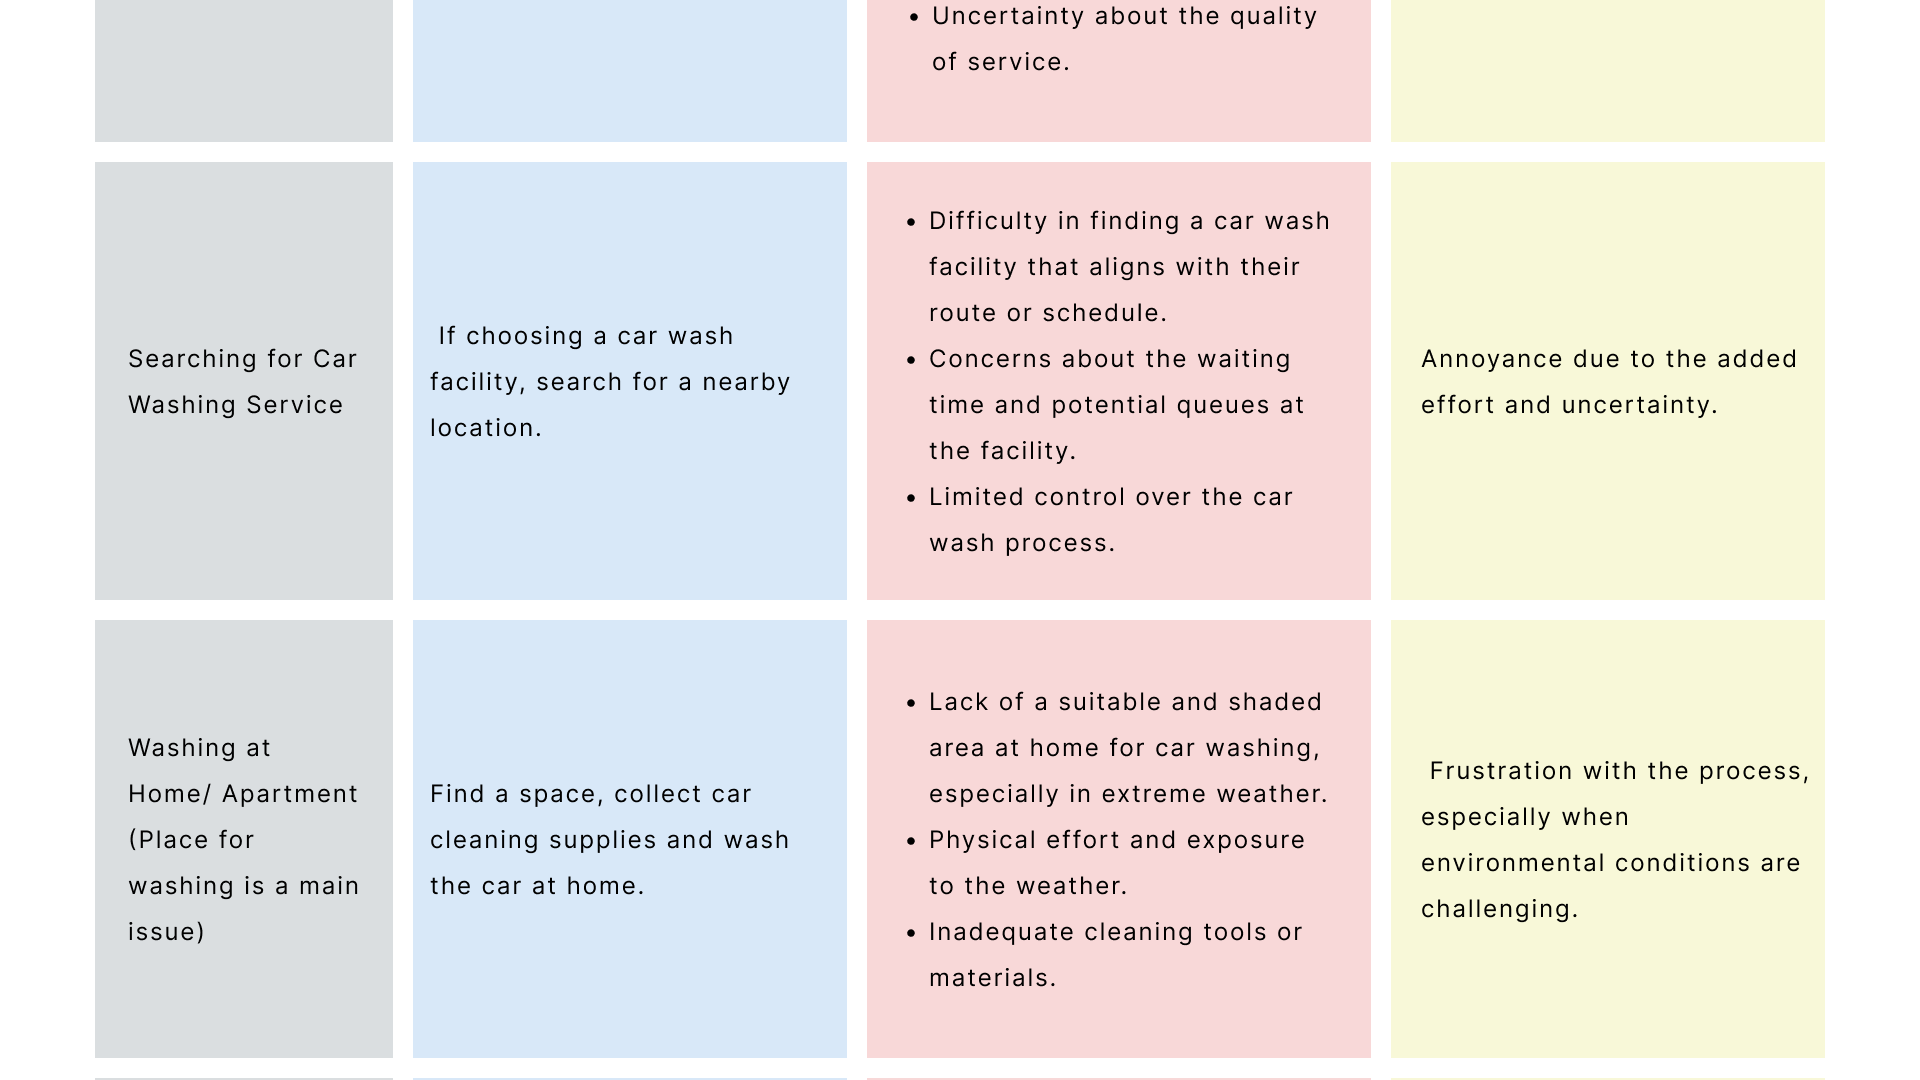 • Uncertainty about the quality
of service.
Searching for Car
Washing Service
If choosing a car wash
facility, search for a nearby
location.
• Difficulty in finding a car wash
facility that aligns with their
route or schedule.
• Concerns about the waiting
time and potential queues at
the facility.
• Limited control over the car
wash process.
Annoyance due to the added
effort and uncertainty.
Washing at
Home/ Apartment
(Place for
washing is a main
issue)
Find a space, collect car
cleaning supplies and wash
the car at home.
• Lack of a suitable and shaded
area at home for car washing,
especially in extreme weather.
• Physical effort and exposure
to the weather.
• Inadequate cleaning tools or
materials.
Frustration with the process,
especially when
environmental conditions are
challenging.